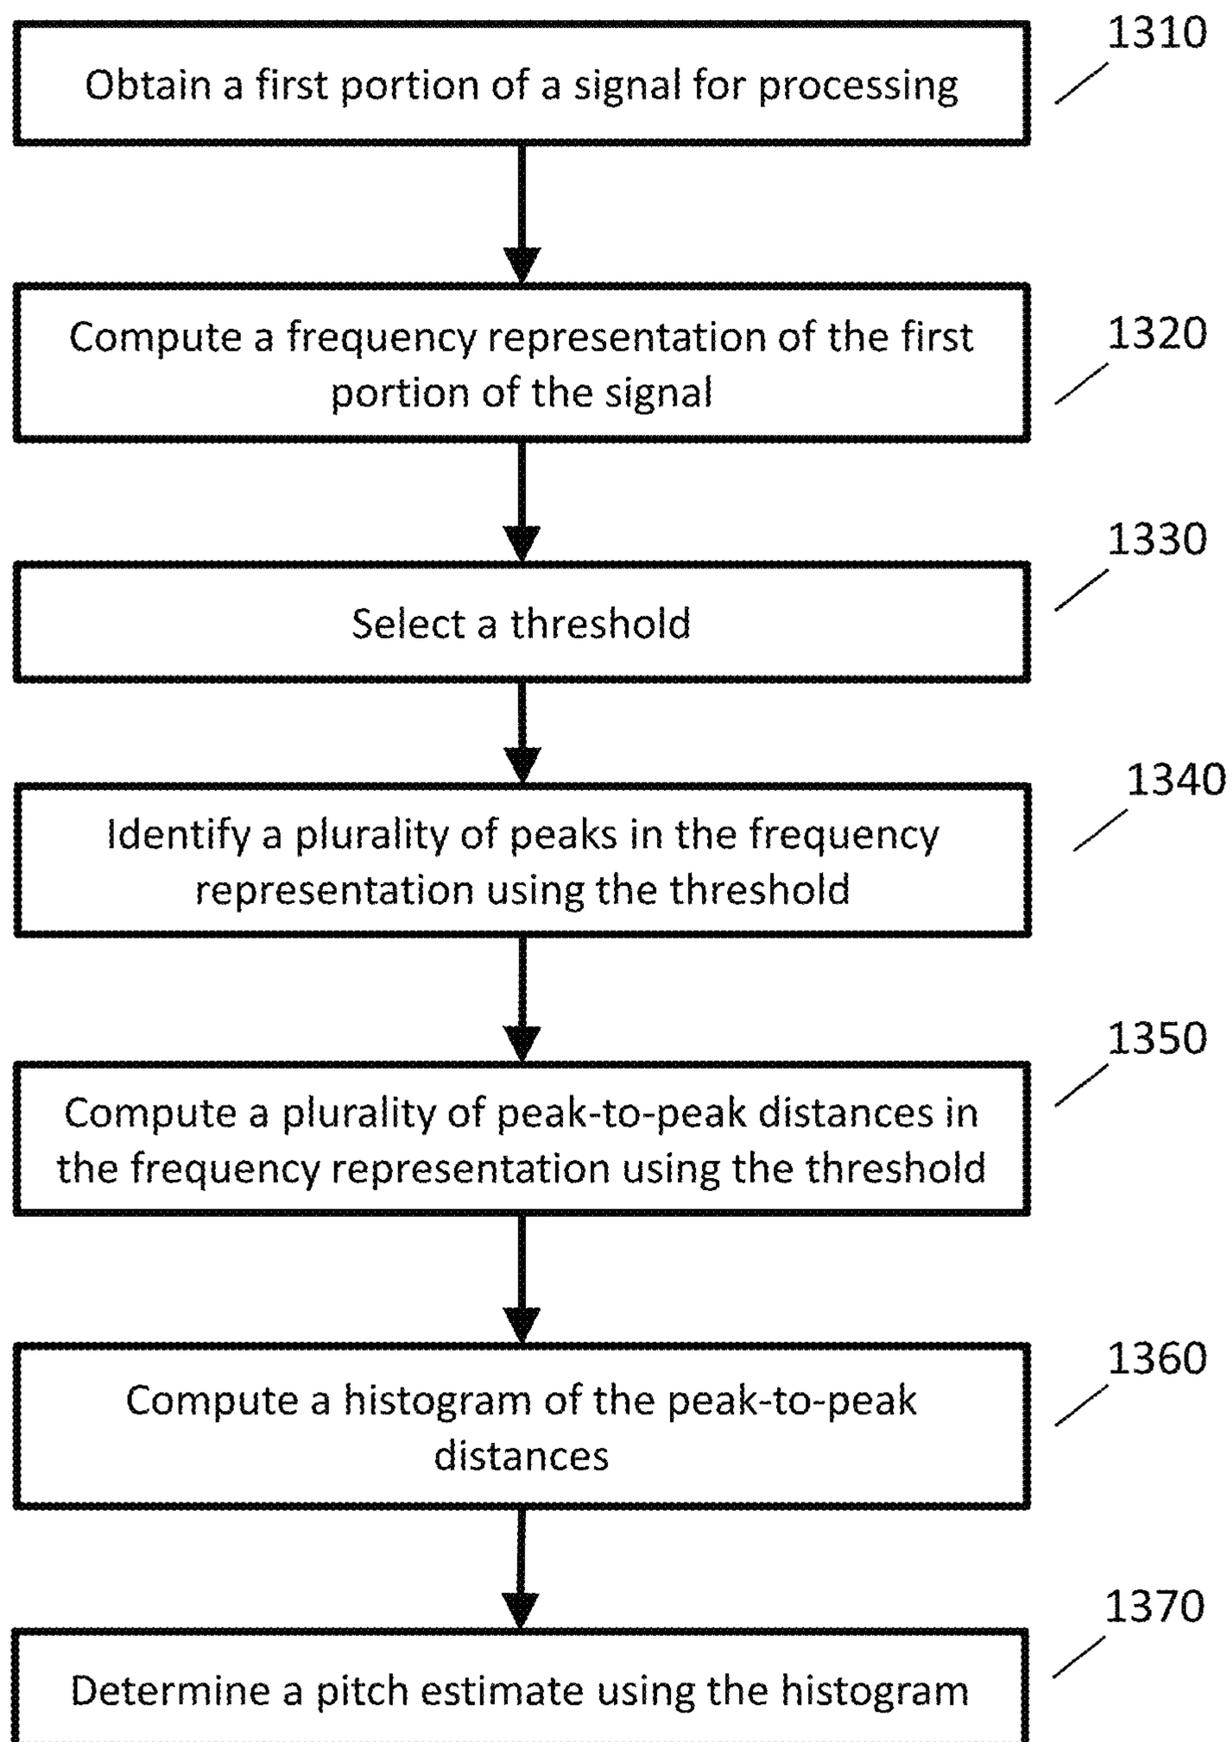 1310
Obtain a first portion of a signal for processing
1320
Compute a frequency representation of the first
portion of the signal
1330
Select a threshold
1340
Identify a plurality of peaks in the frequency
representation using the threshold
1350
Compute a plurality of peak-to-peak distances in
the frequency representation using the threshold
1360
Compute a histogram of the peak-to-peak
distances
1370
Determine a pitch estimate using the histogram